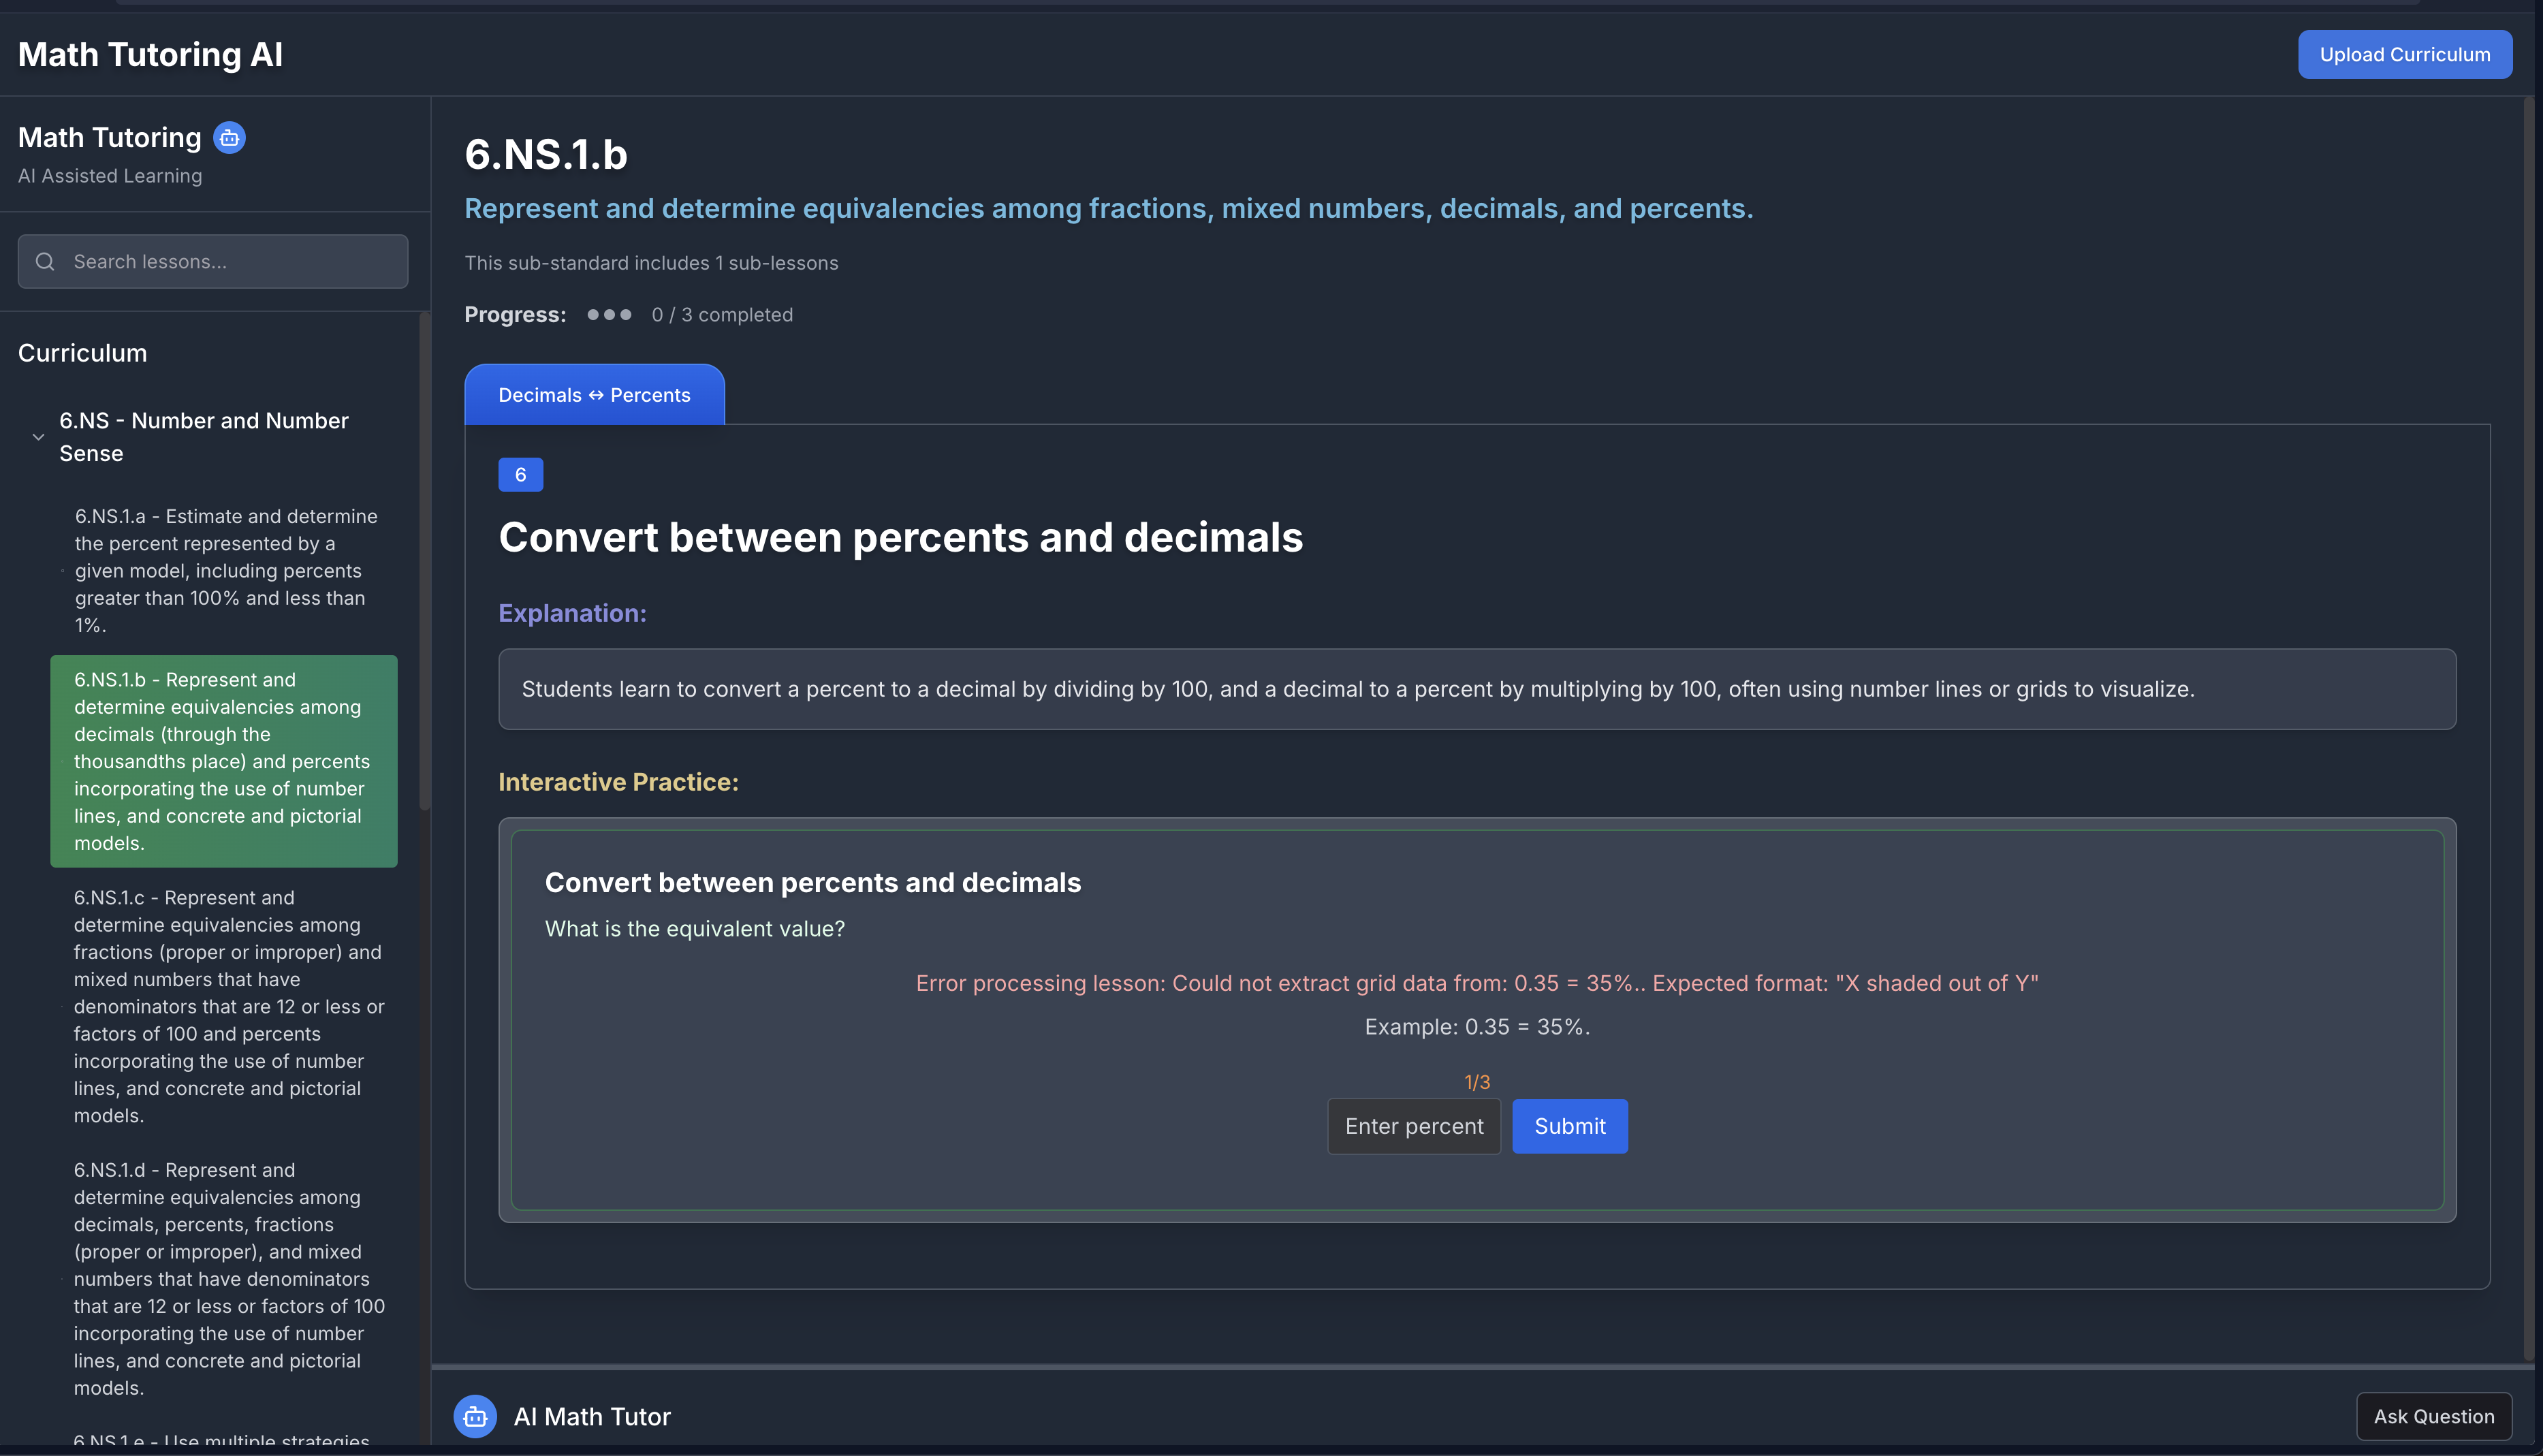 Math Tutoring AI
Upload Curriculum
Math Tutoring
AI Assisted Learning
Search lessons...
Curriculum
6.NS - Number and Number
Sense
6.NS.1.a - Estimate and determine
the percent represented by a
given model, including percents
greater than 100% and less than
1%.
6.NS.1.b - Represent and
determine equivalencies among
decimals (through the
thousandths place) and percents
incorporating the use of number
lines, and concrete and pictorial
models.
6.NS.1.c - Represent and
determine equivalencies among
fractions (proper or improper) and
mixed numbers that have
denominators that are 12 or less or
factors of 100 and percents
incorporating the use of number
lines, and concrete and pictorial
models.
6.NS.1.d - Represent and
determine equivalencies among
decimals, percents, fractions
(proper or improper), and mixed
numbers that have denominators
that are 12 or less or factors of 100
incorporating the use of number
lines, and concrete and pictorial
models.
6.NS.1.e - Use multiple strategies
6.NS.1.b
Represent and determine equivalencies among fractions, mixed numbers, decimals, and percents.
This sub-standard includes 1 sub-lessons
Progress: 0 / 3 completed
Decimals ↔ Percents
6
Convert between percents and decimals
Explanation:
Students learn to convert a percent to a decimal by dividing by 100, and a decimal to a percent by multiplying by 100, often using number lines or grids to visualize.
Interactive Practice:
Convert between percents and decimals
What is the equivalent value?
Error processing lesson: Could not extract grid data from: 0.35 = 35%.. Expected format: "X shaded out of Y"
Example: 0.35 = 35%.
1/3
Enter percent
Submit
AI Math Tutor
Ask Question